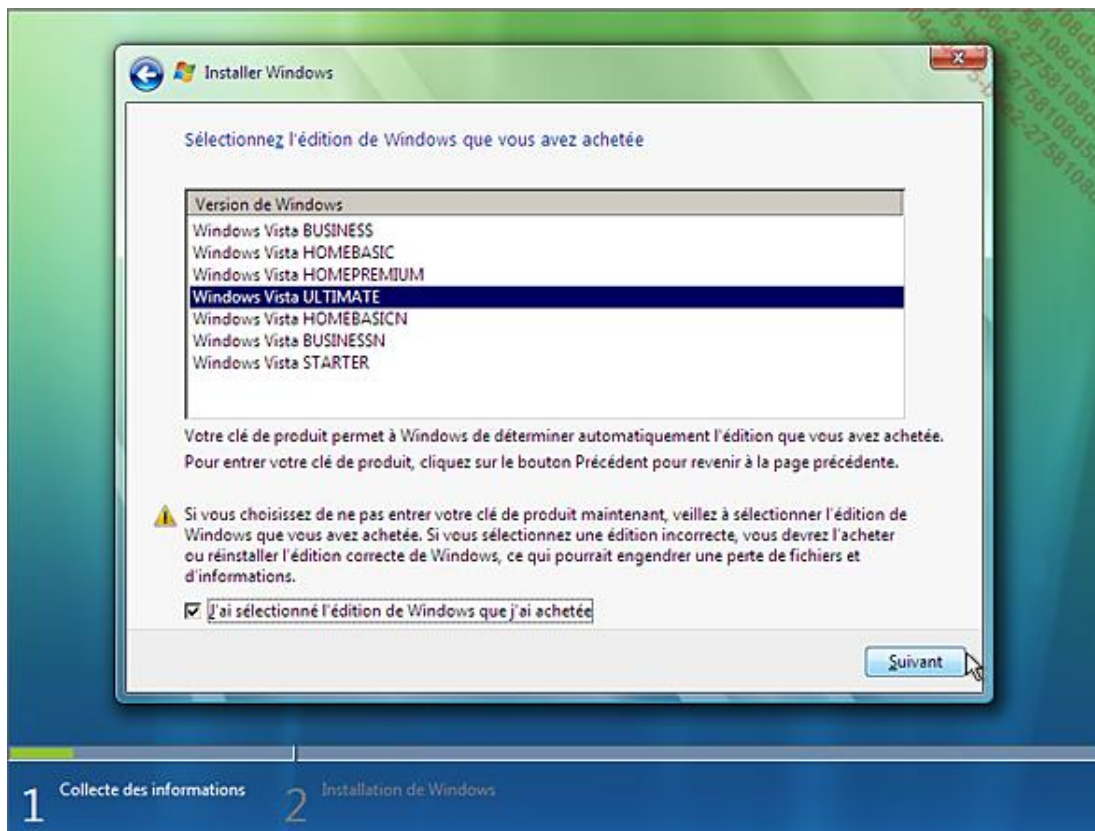 Installer Windows
Sélectionnez l'édition de Windows que vous avez achetée
Version de Windows
Windows Vista BUSINESS
Windows Vista HOMEBASIC
Windows Vista HOMEPREMIUM
Windows Vista ULTIMATE
Windows Vista HOMEBASICN
Windows Vista BUSINESSN
Windows Vista STARTER
Votre clé de produit permet à Windows de déterminer automatiquement l'édition que vous avez achetée.
Pour entrer votre clé de produit, cliquez sur le bouton Précédent pour revenir à la page précédente.
Si vous choisissez de ne pas entrer votre clé de produit maintenant, veillez à sélectionner l'édition de
Windows que vous avez achetée. Si vous sélectionnez une édition incorrecte, vous devrez l'acheter
ou réinstaller l'édition correcte de Windows, ce qui pourrait engendrer une perte de fichiers et
d'informations.
J'ai sélectionné l'édition de Windows que j'ai achetée
Suivant
1 Collecte des informations
2 Installation de Windows